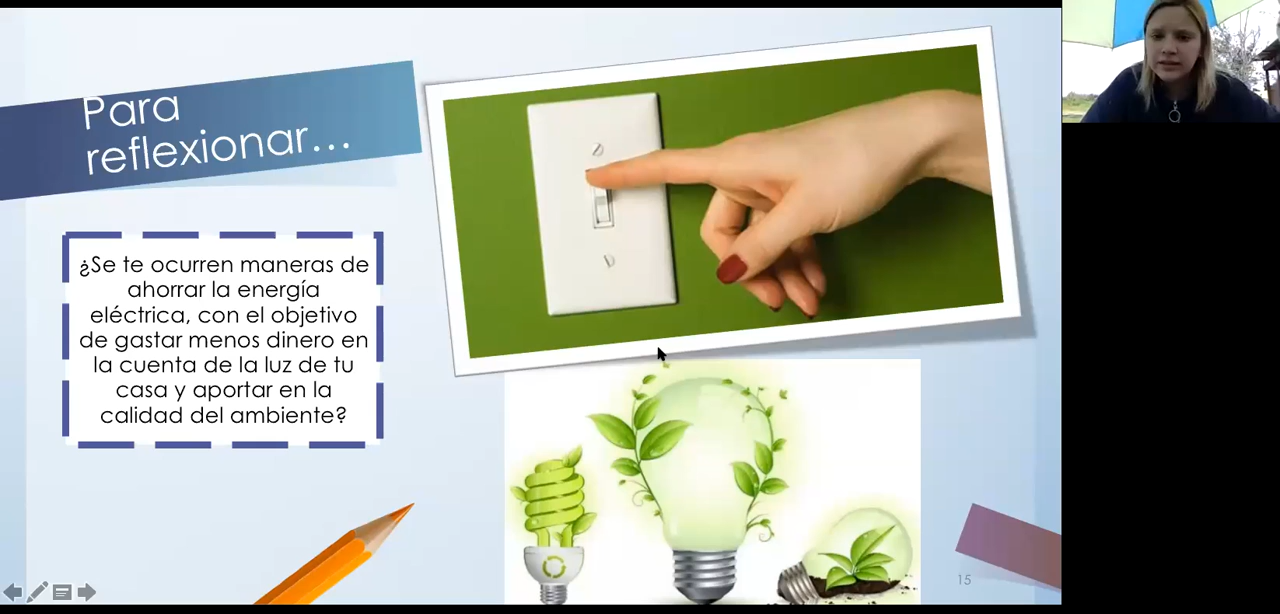 Para
reflexionar...
¿Se te ocurren maneras de
ahorrar la energía
eléctrica, con el objetivo
de gastar menos dinero en
la cuenta de la luz de tu
casa y aportar en la
calidad del ambiente?
15